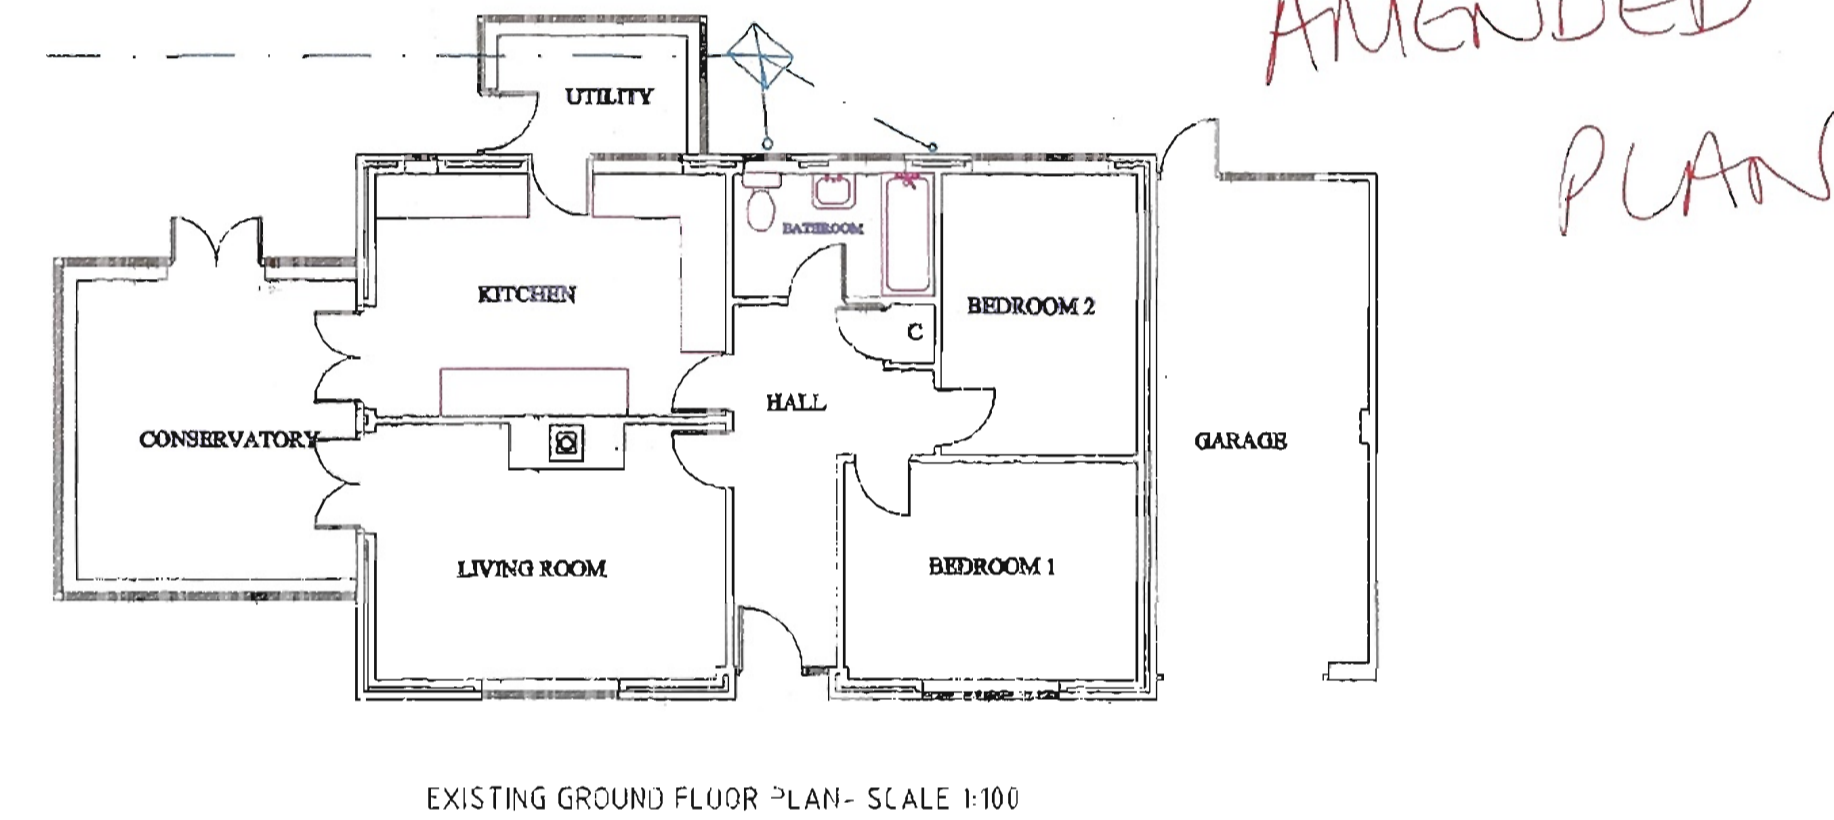 AMENDED
PLAN
UTILITY
BATHROOM
KITCHEN
BEDROOM 2
C
HALL
CONSERVATORY
GARAGE
LIVING ROOM
BEDROOM 1
EXISTING GROUND FLOOR PLAN- SCALE 1:100